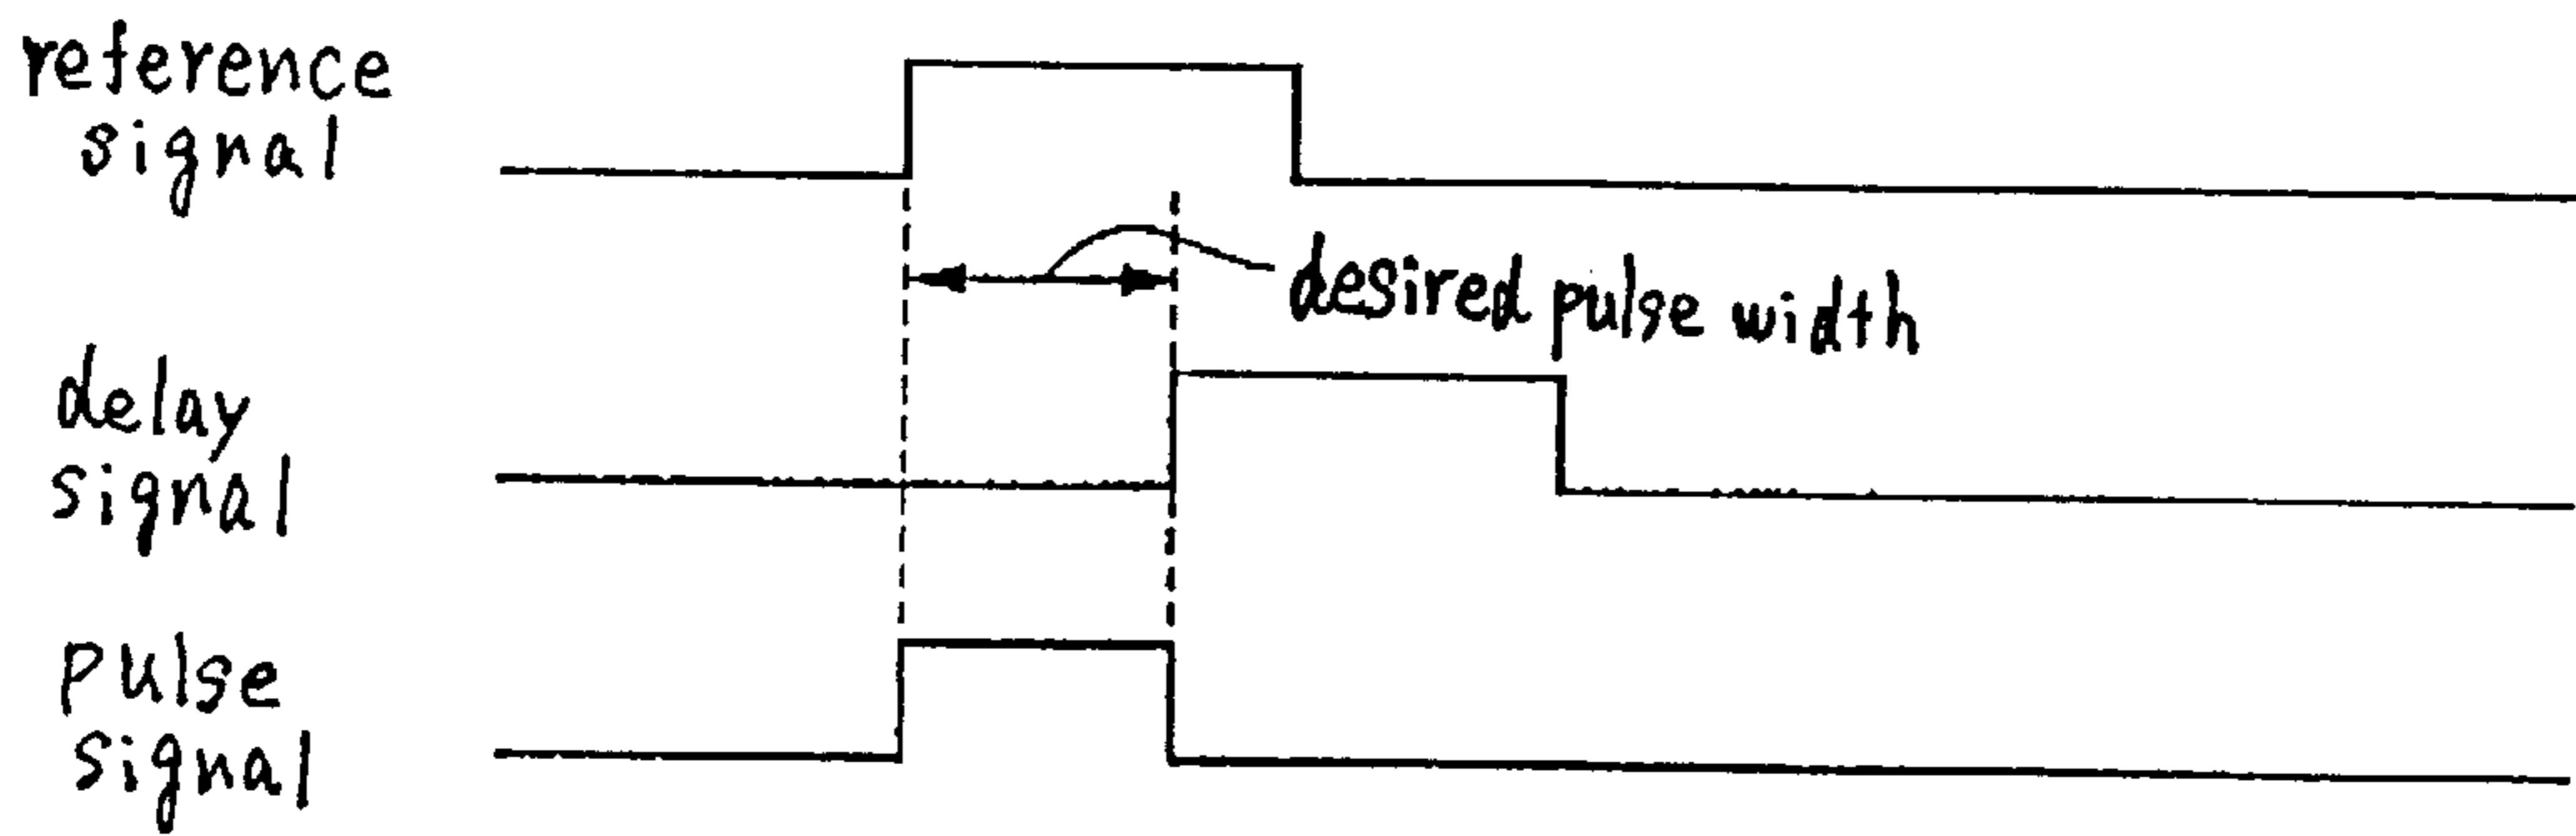 reference
signal
desired pulse width
delay
signal
pulse
signal